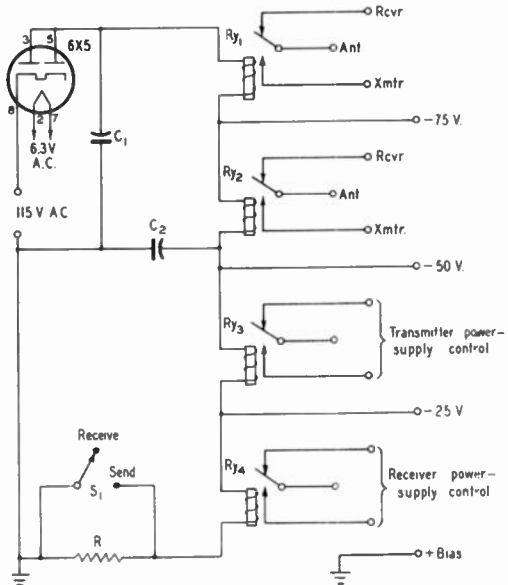 3 5 6X5
8 2 7
6.3V
A.C.
115 V AC
C1
C2
Ry1
Rcvr
Ant
Xmtr
-75 V.
Ry2
Rcvr
Ant
Xmtr.
-50 V.
Ry3
Transmitter power-
supply control
-25 V
Receive
Send
S1
R
Ry4
Receiver power-
supply control
+Bias